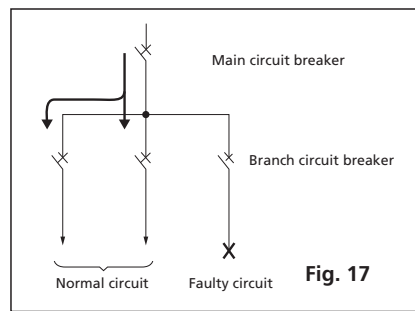 Main circuit breaker
Branch circuit breaker
Normal circuit
Faulty circuit
Fig. 17